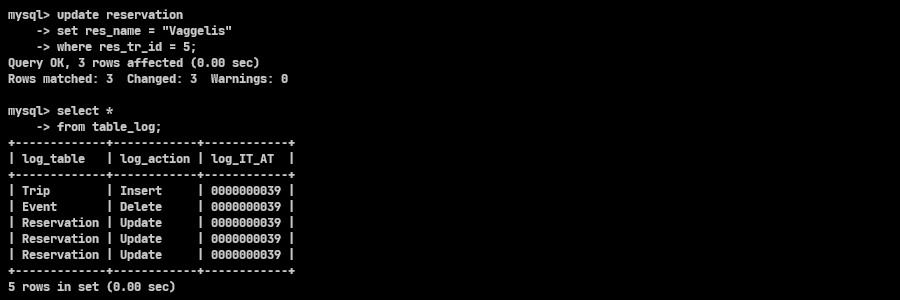 mysql> update reservation
    -> set res_name = "Vaggelis"
    -> where res_tr_id = 5;
Query OK, 3 rows affected (0.00 sec)
Rows matched: 3  Changed: 3  Warnings: 0

mysql> select *
    -> from table_log;
+-------------+------------+------------+
| log_table   | log_action | log_IT_AT  |
+-------------+------------+------------+
| Trip        | Insert     | 0000000039 |
| Event       | Delete     | 0000000039 |
| Reservation | Update     | 0000000039 |
| Reservation | Update     | 0000000039 |
| Reservation | Update     | 0000000039 |
+-------------+------------+------------+
5 rows in set (0.00 sec)